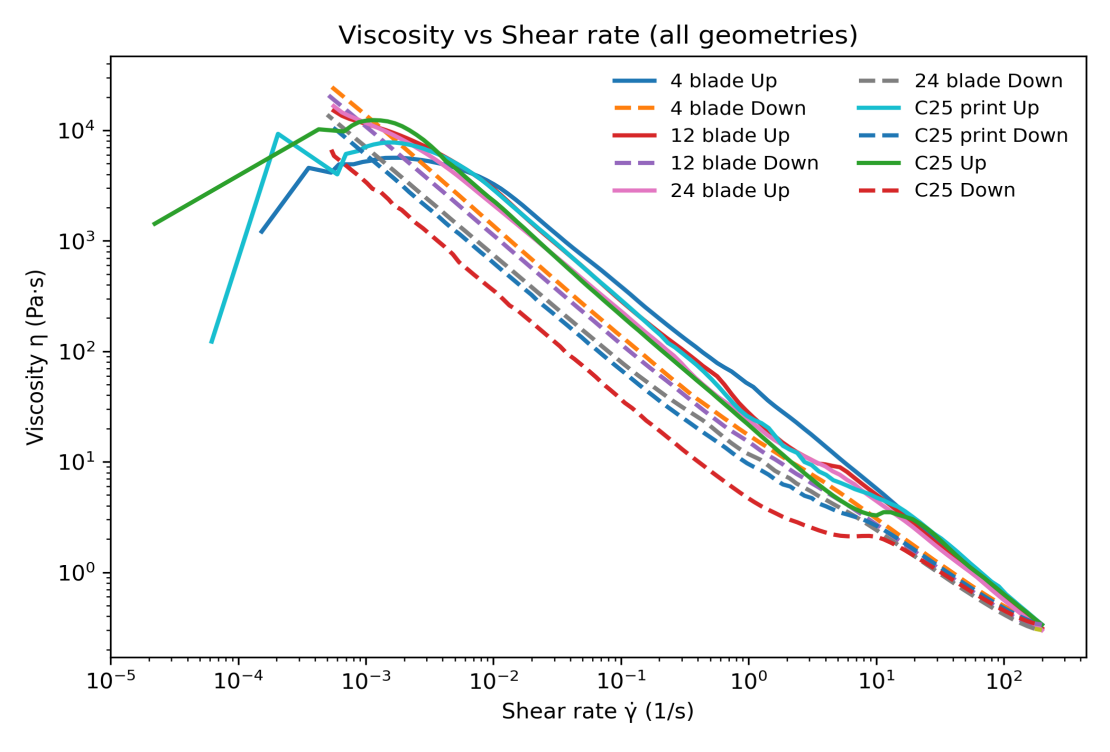 Viscosity vs Shear rate (all geometries)
Viscosity η (Pa·s)
10⁴
10³
10²
10¹
10⁰
4 blade Up
4 blade Down
12 blade Up
12 blade Down
24 blade Up
24 blade Down
C25 print Up
C25 print Down
C25 Up
C25 Down
10⁻⁵ 10⁻⁴ 10⁻³ 10⁻² 10⁻¹ 10⁰ 10¹ 10²
Shear rate γ̇ (1/s)